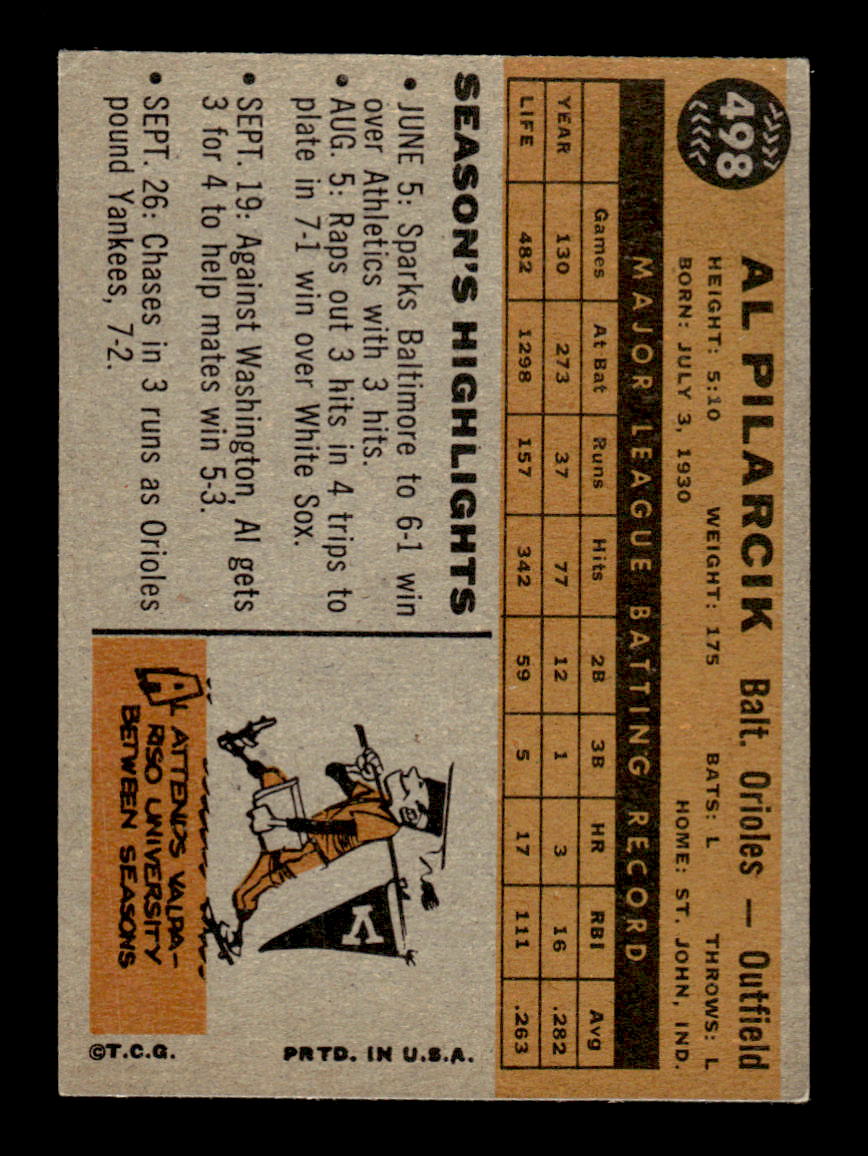 498
AL PILARCIK Balt. Orioles — Outfield
HEIGHT: 5:10 WEIGHT: 175 BATS: L THROWS: L
BORN: JULY 3, 1930 HOME: ST. JOHN, IND.
MAJOR LEAGUE BATTING RECORD
Games At Bat Runs Hits 2B 3B HR RBI Avg
YEAR 130 273 37 77 12 1 3 16 .282
LIFE 482 1298 157 342 59 5 17 111 .263
SEASON'S HIGHLIGHTS
• JUNE 5: Sparks Baltimore to 6-1 win
over Athletics with 3 hits.
• AUG. 5: Raps out 3 hits in 4 trips to
plate in 7-1 win over White Sox.
• SEPT. 19: Against Washington, Al gets
3 for 4 to help mates win 5-3.
• SEPT. 26: Chases in 3 runs as Orioles
pound Yankees, 7-2.
V
AL ATTENDS VALPA-
RISO UNIVERSITY
BETWEEN SEASONS
PRTD. IN U.S.A.
©T.C.G.